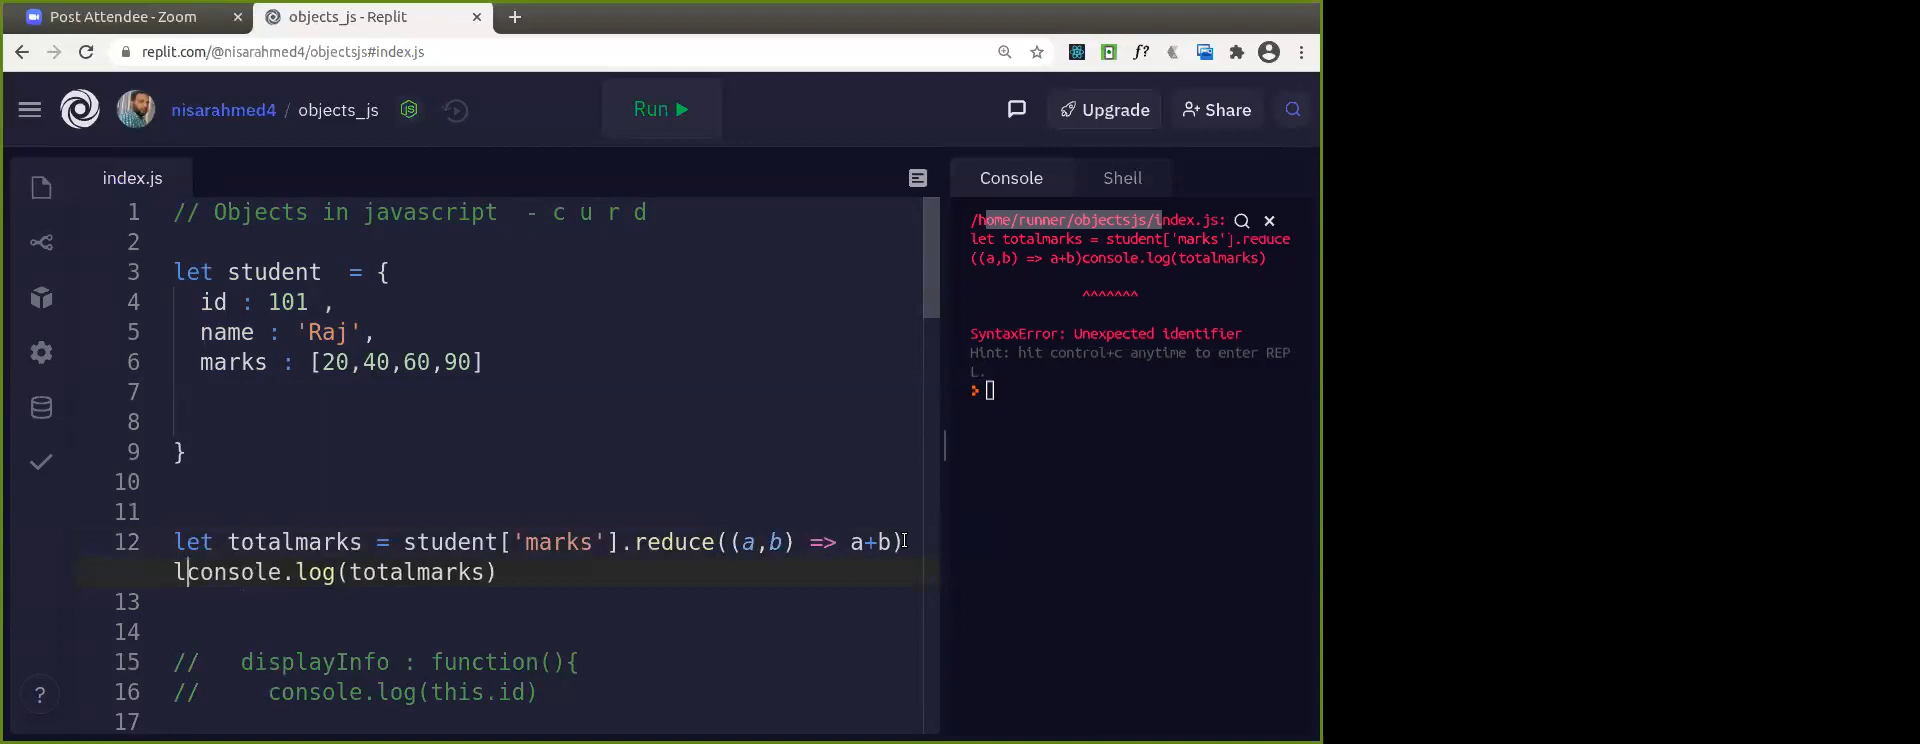 Post Attendee - Zoom
objects_js - Replit
replit.com/@nisarahmed4/objectsjs#index.js
f?
nisarahmed4 / objects_js
Run
Upgrade
Share
index.js
1 // Objects in javascript  - c u r d
2
3 let student  = {
4 id : 101 ,
5 name : 'Raj',
6 marks : [20,40,60,90]
7
8
9 }
10
11
12 let totalmarks = student['marks'].reduce((a,b) => a+b)
lconsole.log(totalmarks)
13
14
15 //   displayInfo : function(){
16 //     console.log(this.id)
17
?
Console
Shell
/home/runner/objectsjs/index.js:
let totalmarks = student['marks'].reduce
((a,b) => a+b)console.log(totalmarks)
^^^^^^^
SyntaxError: Unexpected identifier
Hint: hit control+c anytime to enter REP
L.